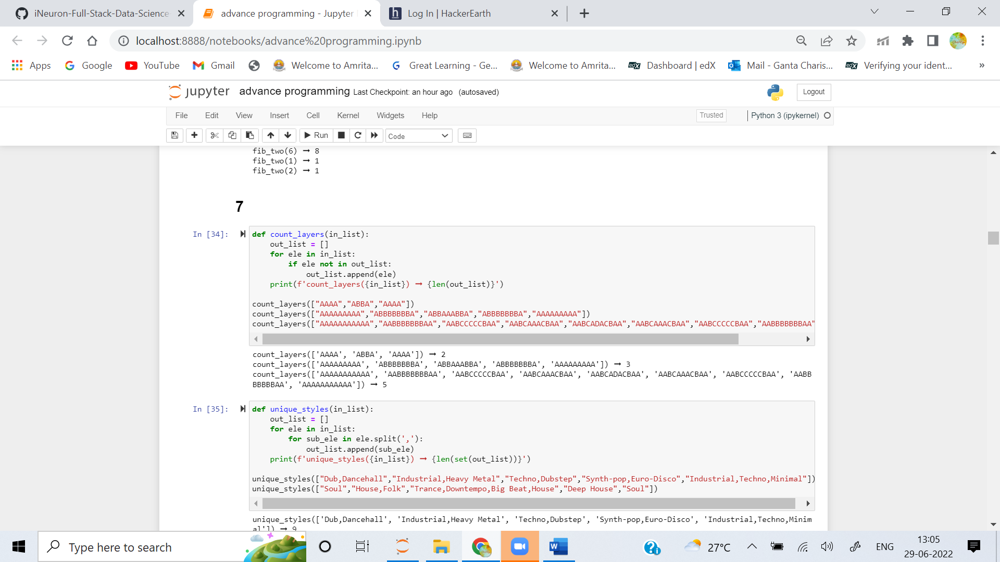 iNeuron-Full-Stack-Data-Science
advance programming - Jupyter
Log In | HackerEarth
localhost:8888/notebooks/advance%20programming.ipynb
Apps
Google
YouTube
Gmail
Welcome to Amrita...
Great Learning - Ge...
Welcome to Amrita...
Dashboard | edX
Mail - Ganta Charis...
Verifying your ident...
»
jupyter advance programming Last Checkpoint: an hour ago (autosaved)
Logout
File Edit View Insert Cell Kernel Widgets Help
Trusted
Python 3 (ipykernel)
Run
Code
fib_two(6) → 8
fib_two(1) → 1
fib_two(2) → 1
7
In [34]:
def count_layers(in_list):
    out_list = []
    for ele in in_list:
        if ele not in out_list:
            out_list.append(ele)
    print(f'count_layers({in_list}) → {len(out_list)}')
count_layers(["AAAA","ABBA","AAAA"])
count_layers(["AAAAAAAAA","ABBBBBBBA","ABBAAABBA","ABBBBBBBA","AAAAAAAAA"])
count_layers(["AAAAAAAAAAA","AABBBBBBBAA","AABCCCCCBAA","AABCAAACBAA","AABCADACBAA","AABCAAACBAA","AABCCCCCBAA","AABBBBBBBAA"
count_layers(['AAAA', 'ABBA', 'AAAA']) → 2
count_layers(['AAAAAAAAA', 'ABBBBBBBA', 'ABBAAABBA', 'ABBBBBBBA', 'AAAAAAAAA']) → 3
count_layers(['AAAAAAAAAAA', 'AABBBBBBBAA', 'AABCCCCCBAA', 'AABCAAACBAA', 'AABCADACBAA', 'AABCAAACBAA', 'AABCCCCCBAA', 'AABB
BBBBBAA', 'AAAAAAAAAAA']) → 5
In [35]:
def unique_styles(in_list):
    out_list = []
    for ele in in_list:
        for sub_ele in ele.split(','):
            out_list.append(sub_ele)
    print(f'unique_styles({in_list}) → {len(set(out_list))}')
unique_styles(["Dub,Dancehall","Industrial,Heavy Metal","Techno,Dubstep","Synth-pop,Euro-Disco","Industrial,Techno,Minimal"])
unique_styles(["Soul","House,Folk","Trance,Downtempo,Big Beat,House","Deep House","Soul"])
unique_styles(['Dub,Dancehall', 'Industrial,Heavy Metal', 'Techno,Dubstep', 'Synth-pop,Euro-Disco', 'Industrial,Techno,Minim
al']) → 9
Type here to search
27°C
ENG
13:05
29-06-2022